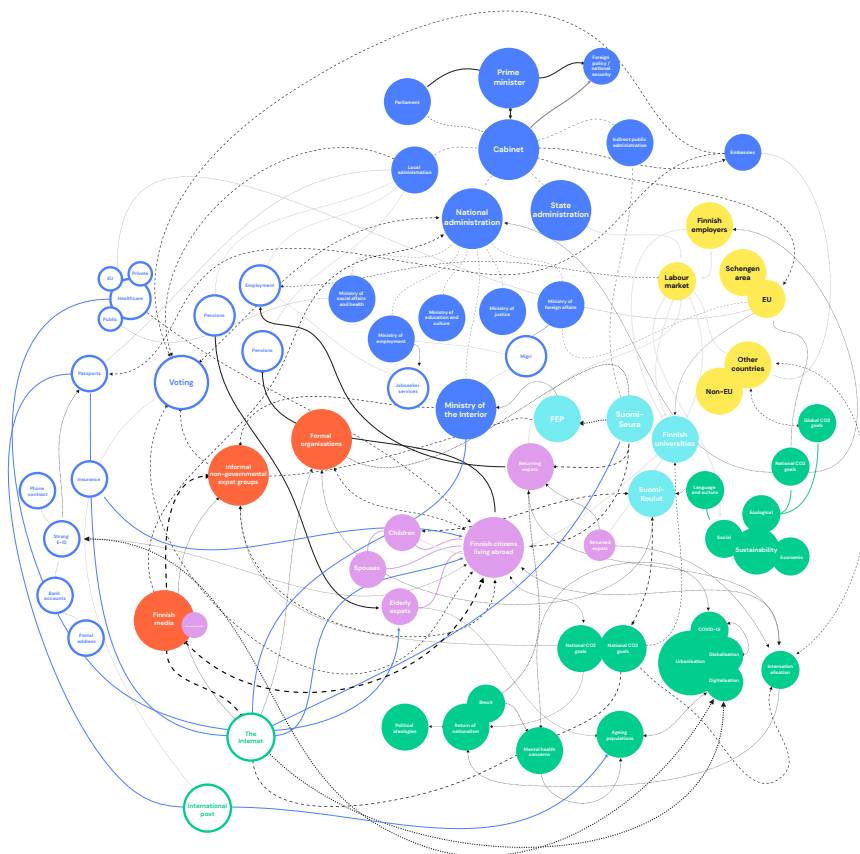 Prime
minister
Foreign
policy /
national
security
Parliament
Cabinet
Indirect public
administration
Embassies
Local
administration
National
administration
State
administration
Finnish
employers
Labour
market
Schengen
area
EU
EU
Private
Healthcare
Public
Employment
Pensions
Ministry of
social affairs
and health
Ministry of
education and
culture
Ministry of
justice
Ministry of
foreign affairs
Ministry of
employment
Pensions
Migri
Passports
Voting
Jobseeker
services
Ministry of
the Interior
Other
countries
Non-EU
FEP
Suomi-
Seura
Finnish
universities
Global CO2
goals
Formal
organisations
Informal
non-governmental
expat groups
Returning
expats
National CO2
goals
Phone
contract
Insurance
Suomi-
Koulut
Language
and culture
Ecological
Strong
E-ID
Children
Finnish citizens
living abroad
Returned
expats
Social
Sustainability
Economic
Spouses
Bank
accounts
Elderly
expats
Finnish
media
Postal
address
National CO2
goals
National CO2
goals
COVID-19
Urbanisation
Globalisation
Digitalisation
Internation
alisation
Brexit
Political
ideologies
Return of
nationalism
Mental health
concerns
Ageing
populations
The
Internet
International
post